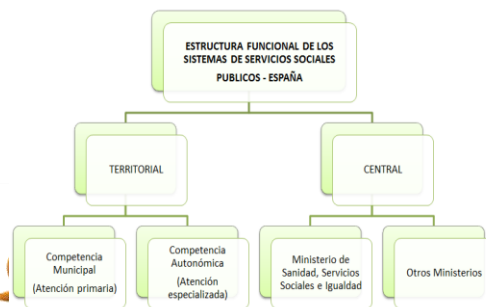 ESTRUCTURA FUNCIONAL DE LOS
SISTEMAS DE SERVICIOS SOCIALES
PUBLICOS - ESPAÑA
TERRITORIAL
CENTRAL
Competencia
Municipal
(Atención primaria)
Competencia
Autonómica
(Atención
especializada)
Ministerio de
Sanidad, Servicios
Sociales e Igualdad
Otros Ministerios